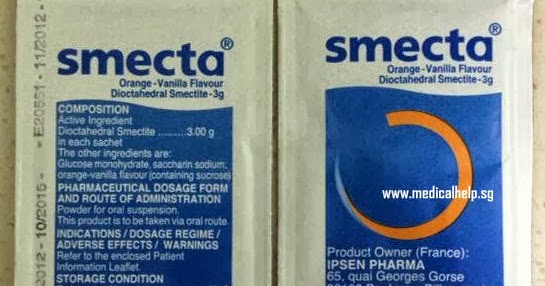 2012 - 10/2015 - E20551 - 11/2012 -
smecta®
Orange - Vanilla Flavour
Dioctahedral Smectite - 3g
COMPOSITION
Active Ingredient
Dioctahedral Smectite ...........3.00 g
in each sachet
The other ingredients are:
Glucose monohydrate, saccharin sodium,
orange-vanilla flavour (containing sucrose)
PHARMACEUTICAL DOSAGE FORM
AND ROUTE OF ADMINISTRATION
Powder for oral suspension.
This product is to be taken via oral route.
INDICATIONS / DOSAGE REGIME /
ADVERSE EFFECTS / WARNINGS
Refer to the enclosed Patient
Information Leaflet.
STORAGE CONDITION
smecta®
Orange - Vanilla Flavour
Dioctahedral Smectite - 3g
www.medicalhelp.sg
Product Owner (France):
IPSEN PHARMA
65, quai Georges Gorse